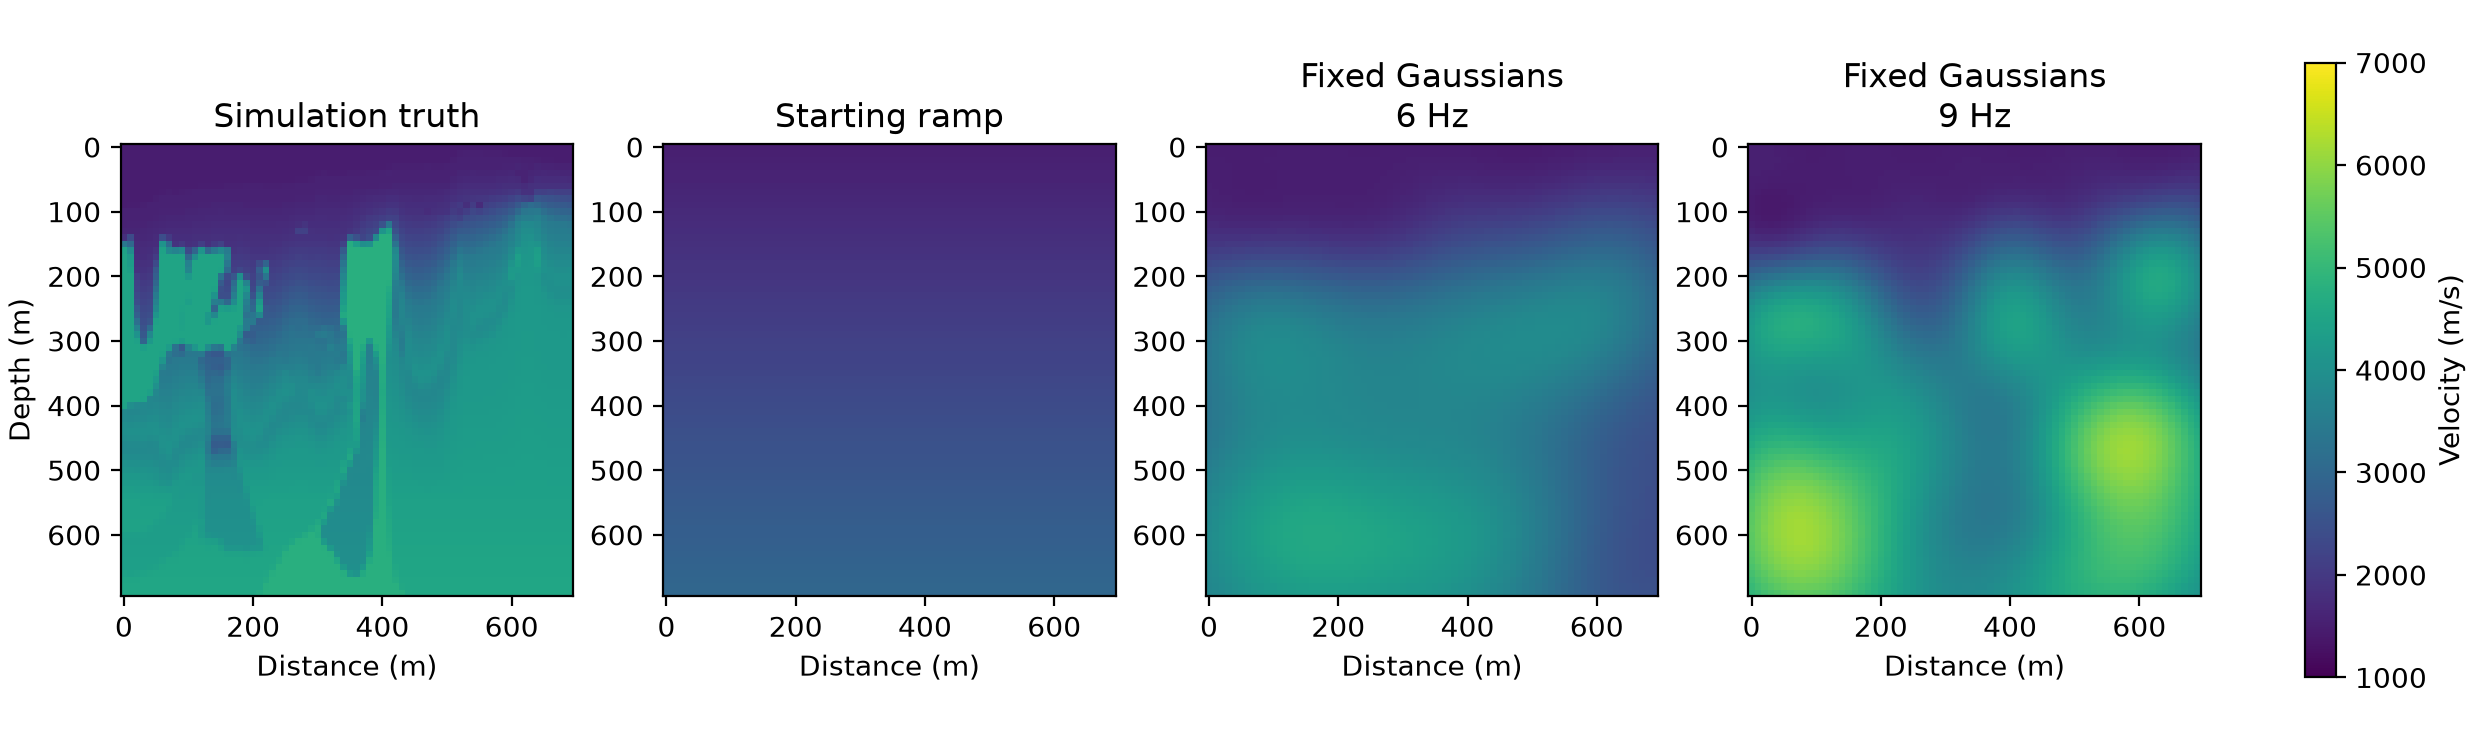 Simulation truth
Starting ramp
Fixed Gaussians
6 Hz
Fixed Gaussians
9 Hz
Depth (m)
0
100
200
300
400
500
600
0 200 400 600
Distance (m)
0
100
200
300
400
500
600
0 200 400 600
Distance (m)
0
100
200
300
400
500
600
0 200 400 600
Distance (m)
0
100
200
300
400
500
600
0 200 400 600
Distance (m)
7000
6000
5000
4000
3000
2000
1000
Velocity (m/s)